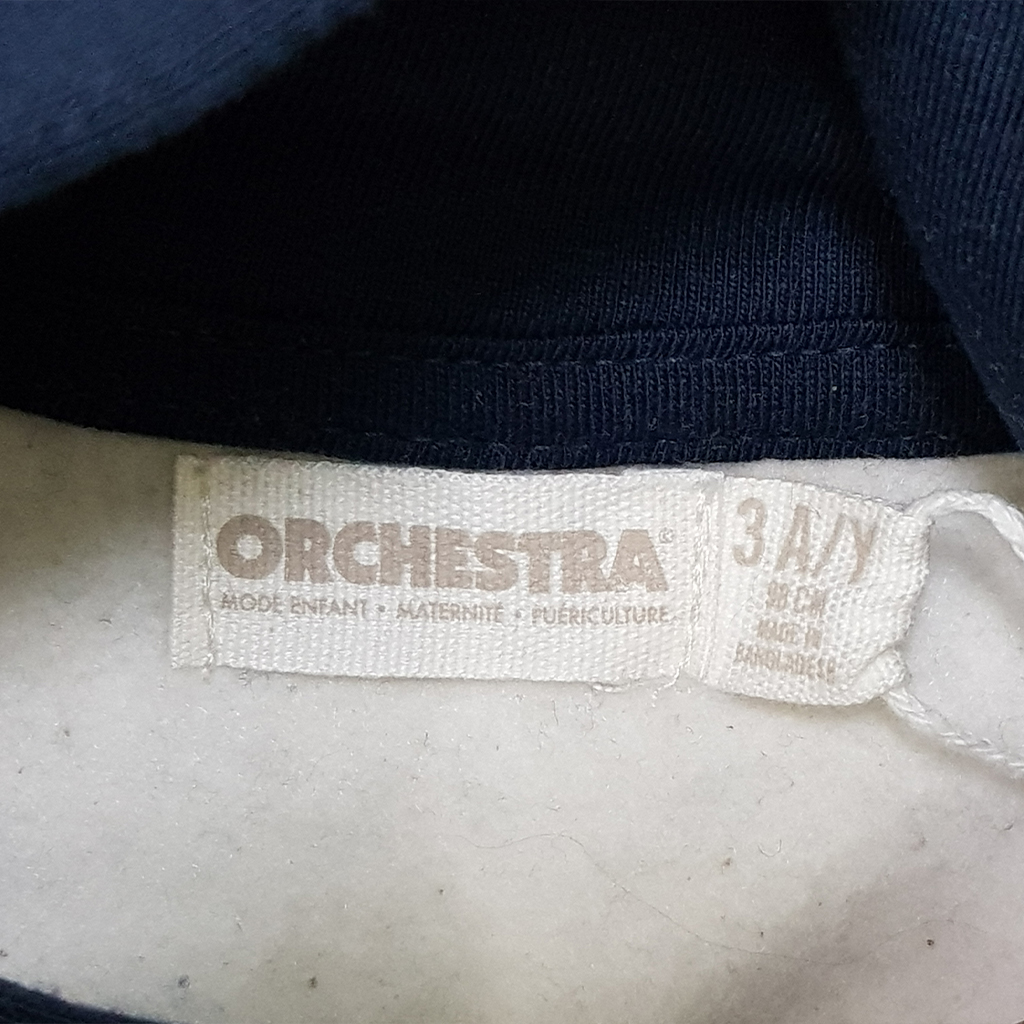 ORCHESTRA®
MODE ENFANT • MATERNITÉ • PUÉRICULTURE
3 A/Y
98 CM
MADE IN
BANGLADESH